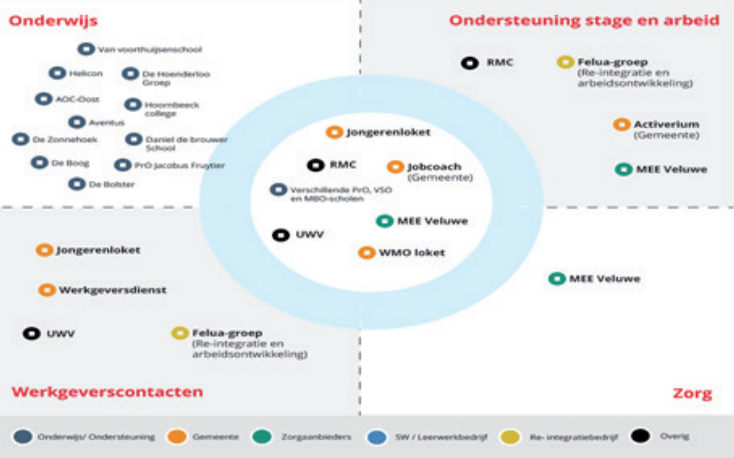 Onderwijs
Van voorthuijsenschool
Helicon
De Hoenderloo
Groep
AOC-Oost
Hoornbeeck
college
Aventus
De Zonnehoek
Daniel de brouwer
School
De Boog
PrO Jacobus Fruytier
De Bolster
Ondersteuning stage en arbeid
RMC
Felua-groep
(Re-integratie en
arbeidsontwikkeling)
Activerium
(Gemeente)
MEE Veluwe
Jongerenloket
RMC
Jobcoach
(Gemeente)
Verschillende PrO, VSO
en MBO-scholen
MEE Veluwe
UWV
WMO loket
Jongerenloket
Werkgeversdienst
UWV
Felua-groep
(Re-integratie en
arbeidsontwikkeling)
Werkgeverscontacten
MEE Veluwe
Zorg
Onderwijs/ Ondersteuning
Gemeente
Zorgaanbieders
SW / Leerwerkbedrijf
Re- integratiebedrijf
Overig